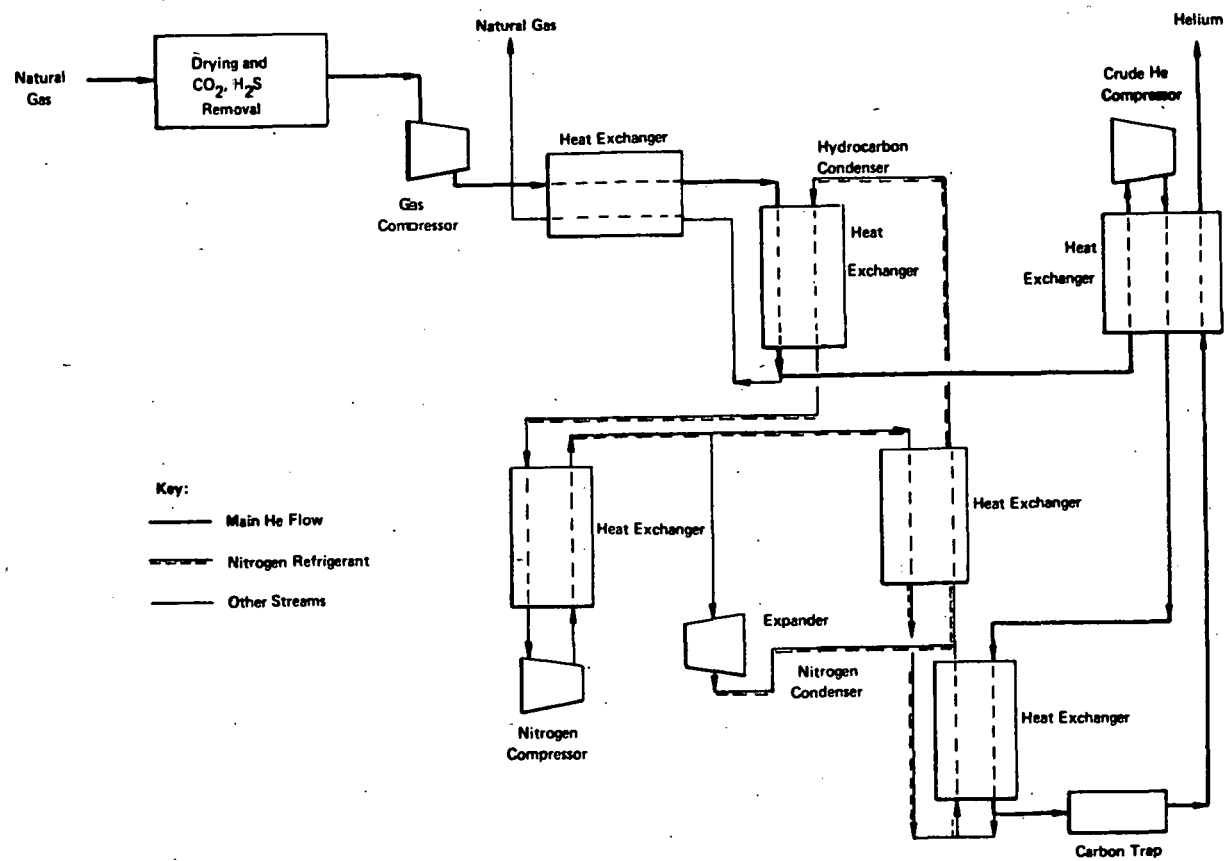 Natural Gas
Helium
Drying and
CO2, H2S
Removal
Natural
Gas
Crude He
Compressor
Heat Exchanger
Hydrocarbon
Condenser
Gas
Compressor
Heat
Exchanger
Heat
Exchanger
Key:
Main He Flow
Nitrogen Refrigerant
Other Streams
Heat Exchanger
Heat Exchanger
Expander
Nitrogen
Condenser
Heat Exchanger
Nitrogen
Compressor
Carbon Trap